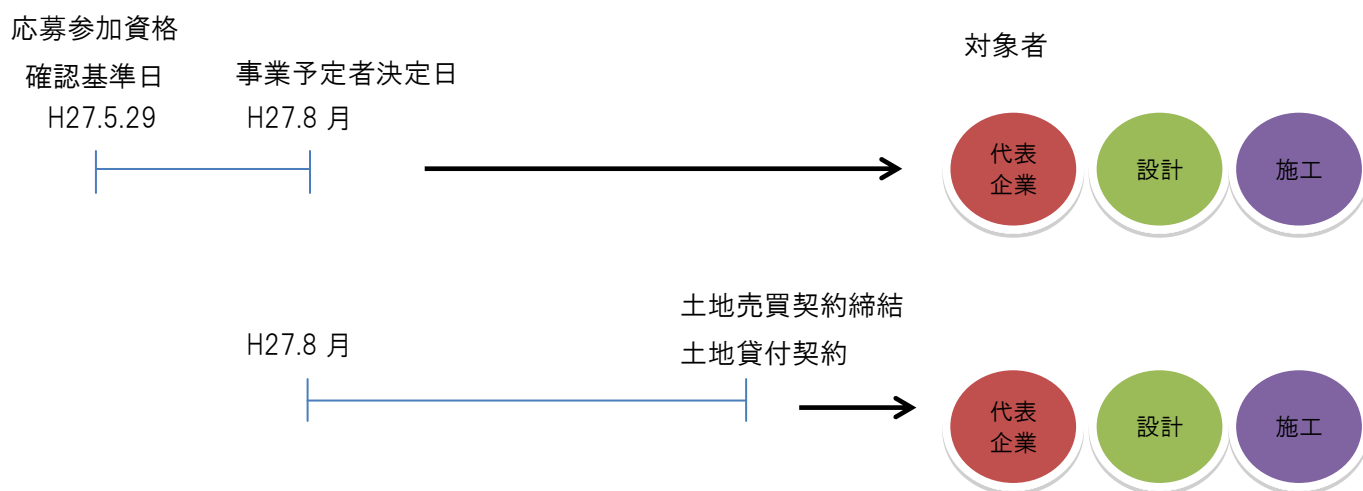 応募参加資格
確認基準日
H27.5.29
事業予定者決定日
H27.8 月
対象者
代表
企業
設計
施工
H27.8 月
土地売買契約締結
土地貸付契約
代表
企業
設計
施工